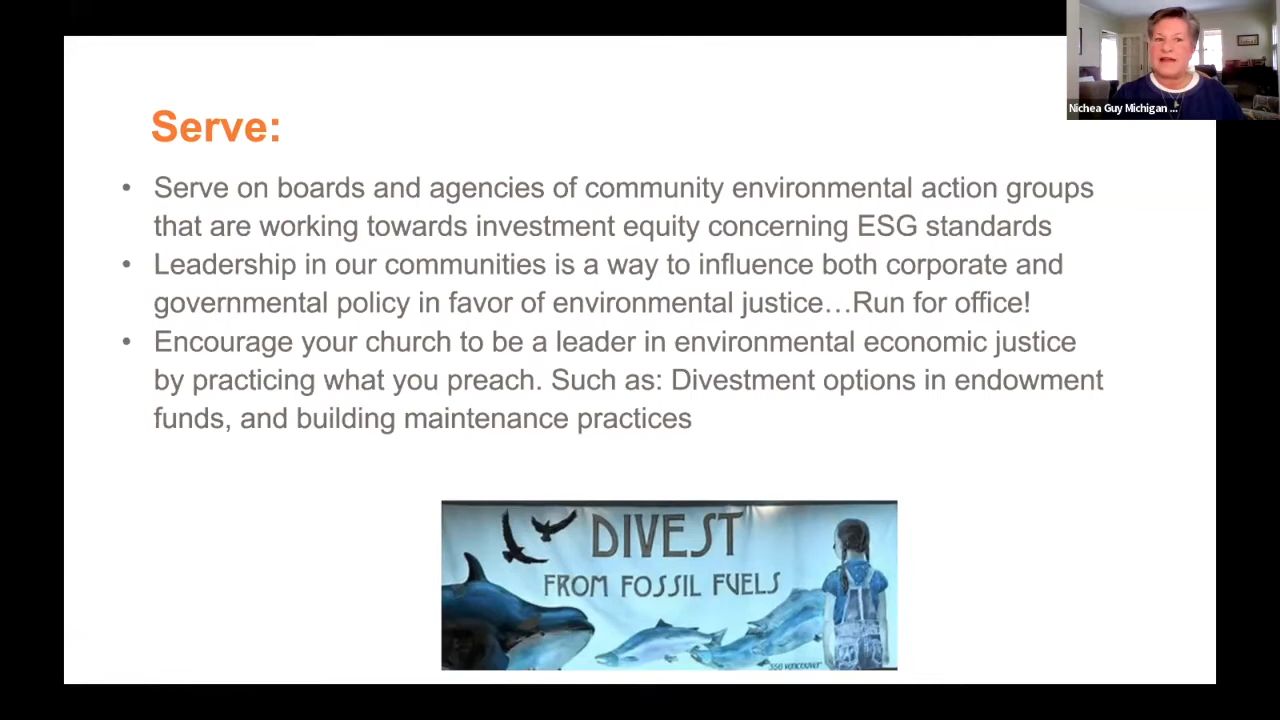 Nichea Guy Michigan ...
Serve:
• Serve on boards and agencies of community environmental action groups
that are working towards investment equity concerning ESG standards
• Leadership in our communities is a way to influence both corporate and
governmental policy in favor of environmental justice…Run for office!
• Encourage your church to be a leader in environmental economic justice
by practicing what you preach. Such as: Divestment options in endowment
funds, and building maintenance practices
DIVEST
FROM FOSSIL FUELS
350 VANCOUVER